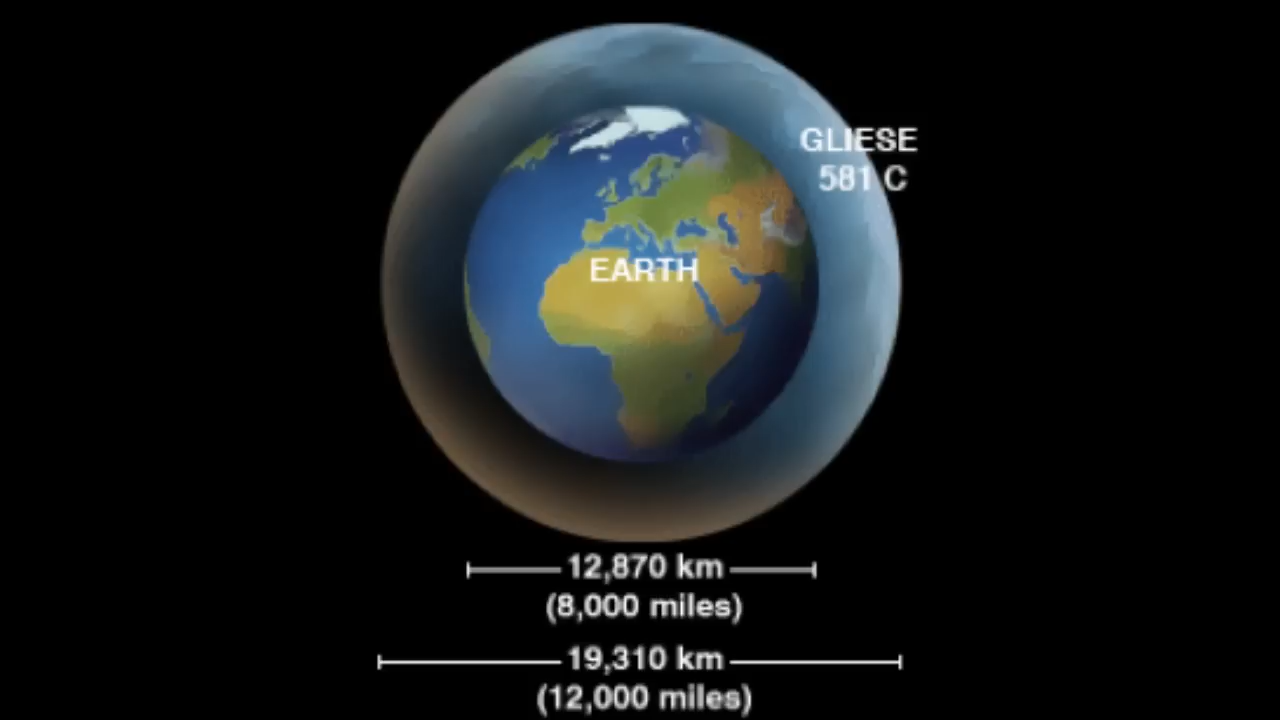 GLIESE
581 C
EARTH
12,870 km
(8,000 miles)
19,310 km
(12,000 miles)